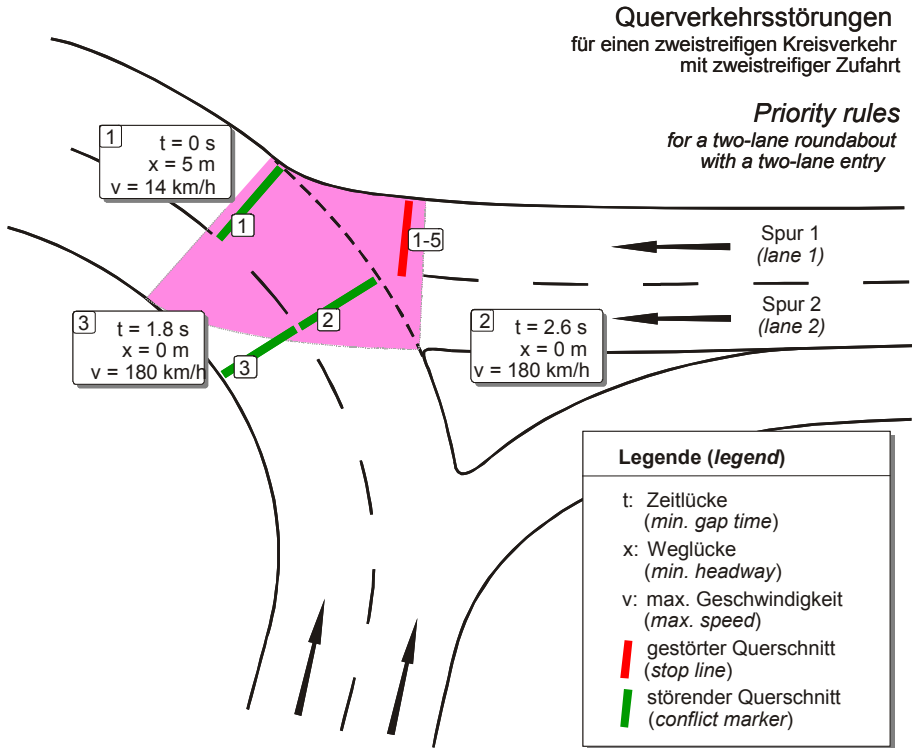 Querverkehrsstörungen
für einen zweistreifigen Kreisverkehr
mit zweistreifiger Zufahrt
Priority rules
for a two-lane roundabout
with a two-lane entry
1
t = 0 s
x = 5 m
v = 14 km/h
1
1-5
Spur 1
(lane 1)
Spur 2
(lane 2)
3
t = 1.8 s
x = 0 m
v = 180 km/h
2
3
2
t = 2.6 s
x = 0 m
v = 180 km/h
Legende (legend)
t: Zeitlücke
(min. gap time)
x: Weglücke
(min. headway)
v: max. Geschwindigkeit
(max. speed)
gestörter Querschnitt
(stop line)
störender Querschnitt
(conflict marker)